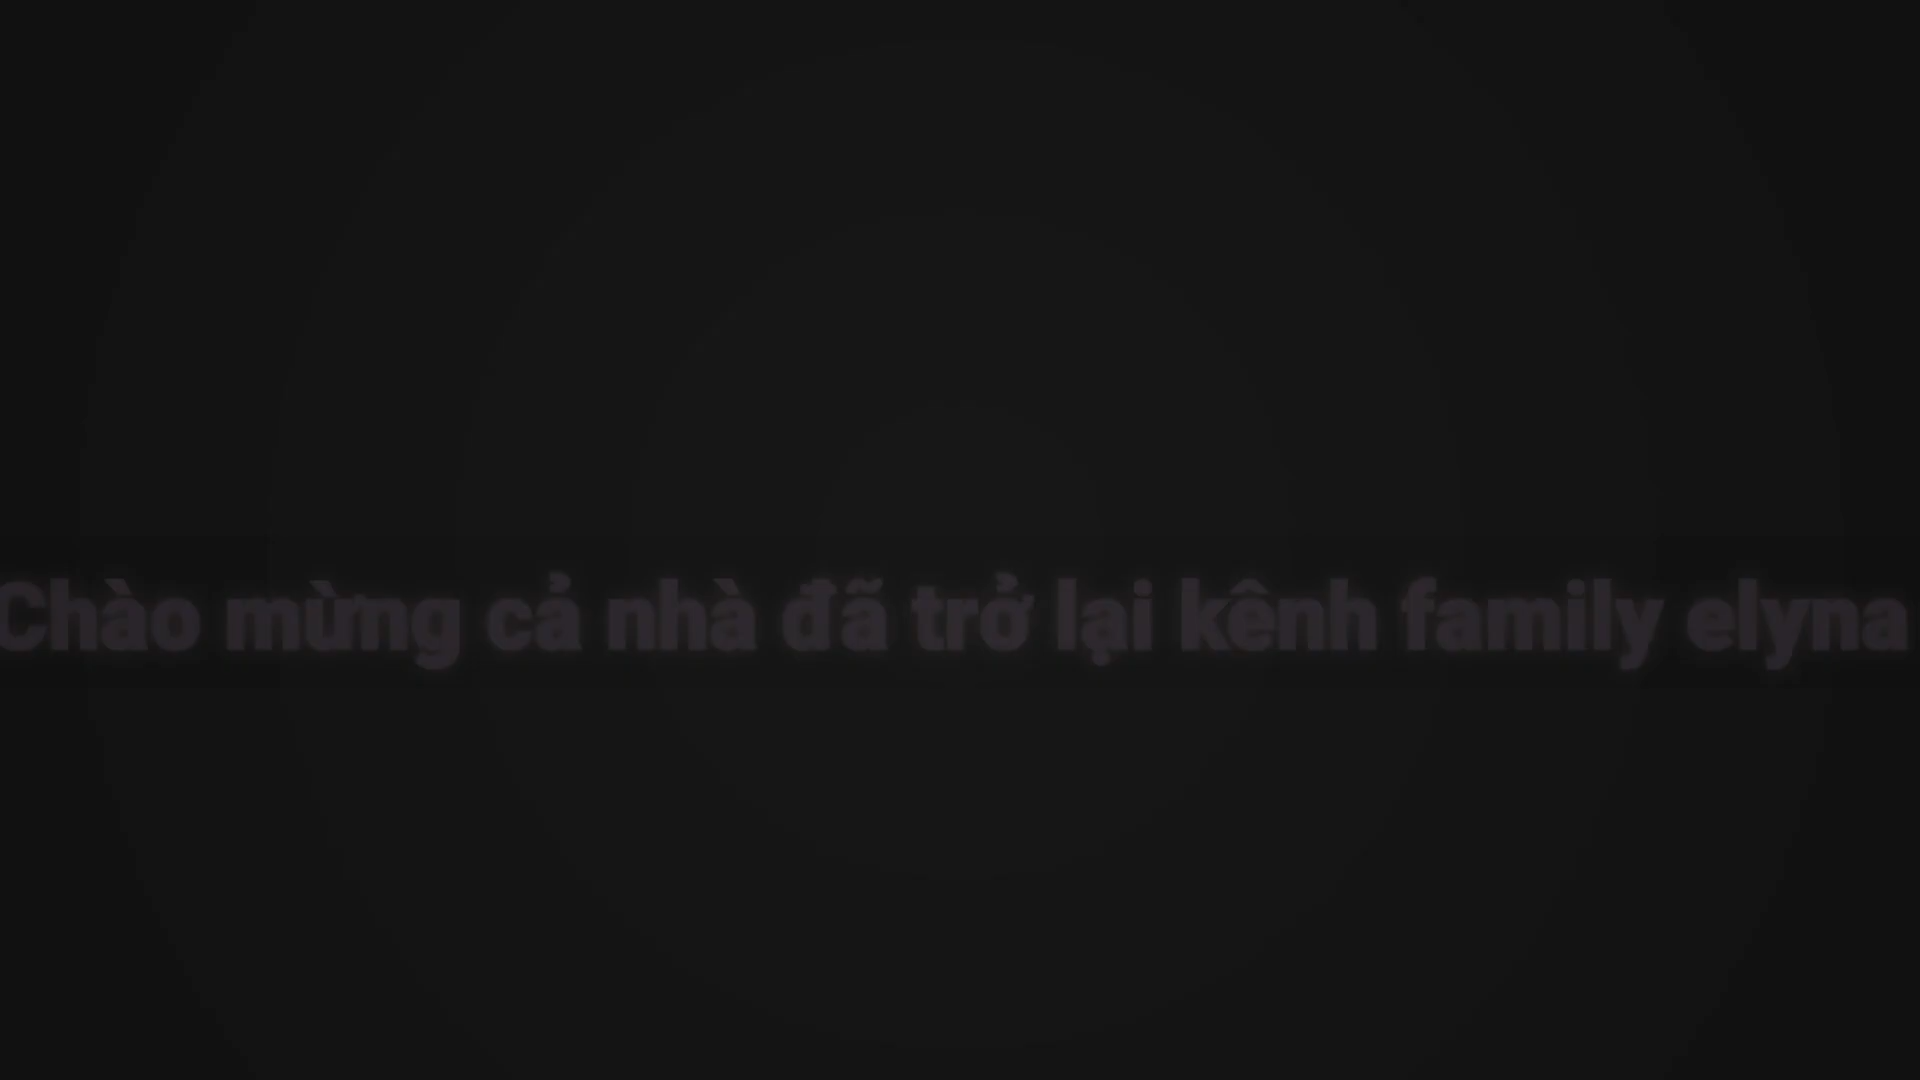 Chào mừng cả nhà đã trở lại kênh family elyna